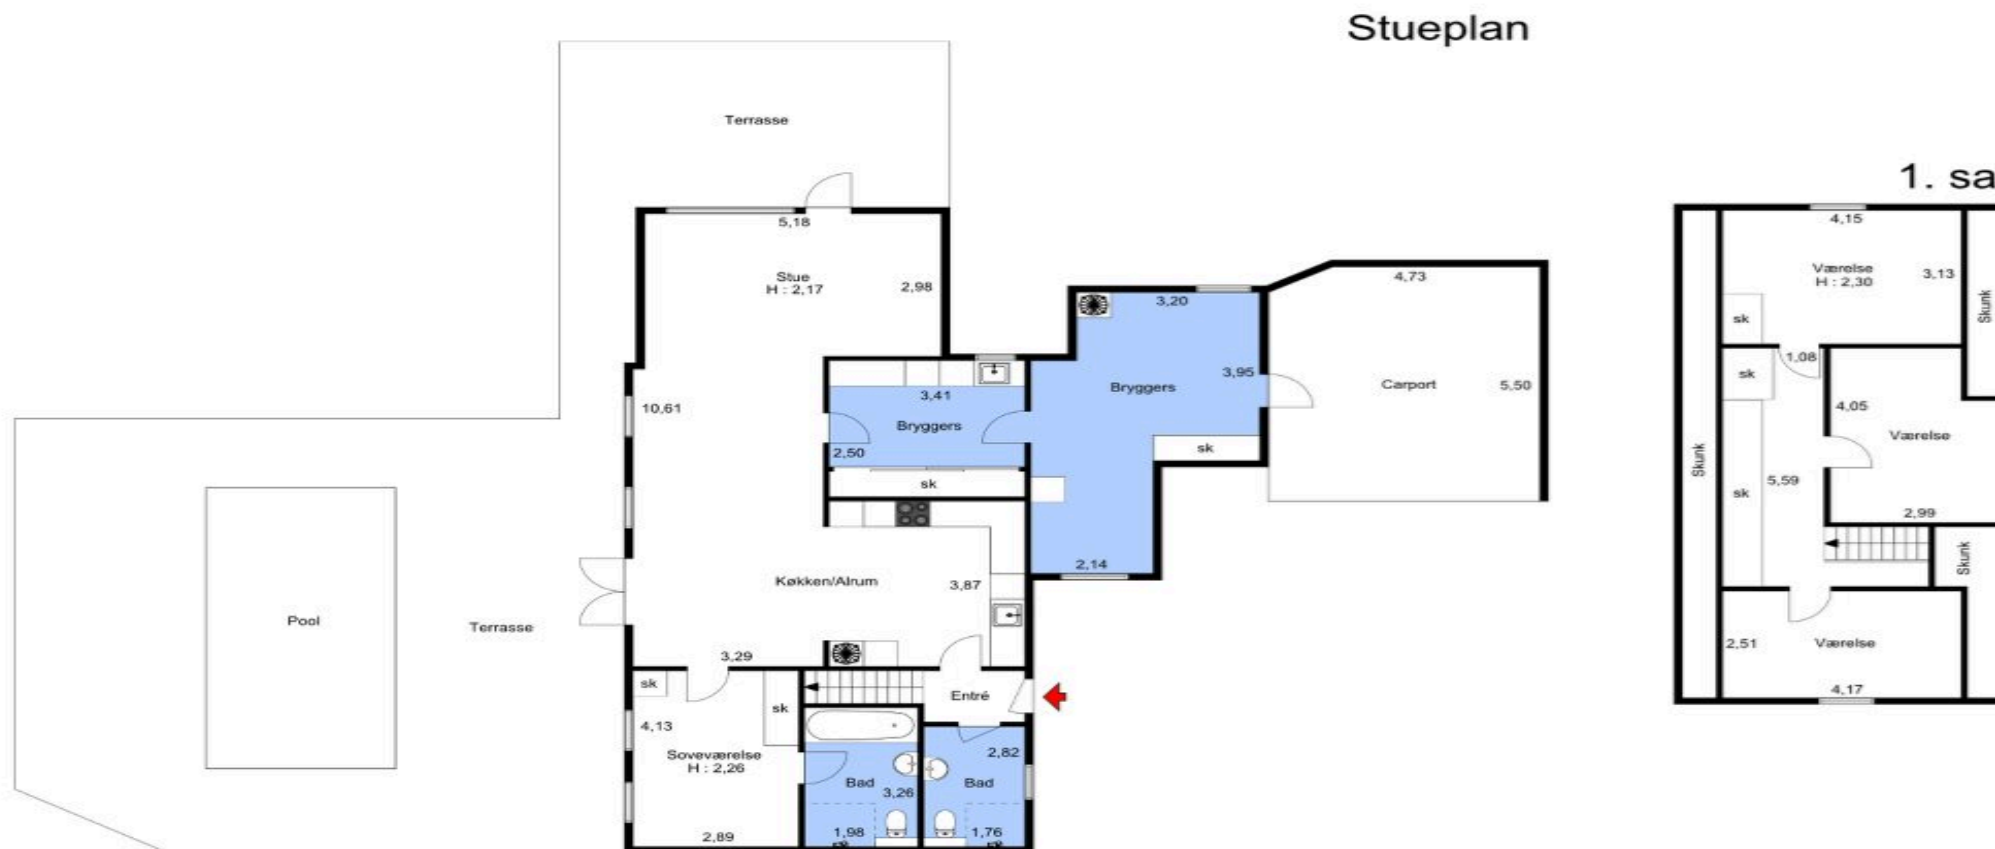 Stueplan
Terrasse
5,18
Stue
H : 2,17
2,98
10,61
3,41
Bryggers
2,50
sk
3,20
Bryggers
3,95
sk
2,14
4,73
Carport
5,50
Køkken/Alrum
3,87
3,29
Pool
Terrasse
sk
sk
4,13
Soveværelse
H : 2,26
2,89
Entré
Bad
3,26
1,98
2,82
Bad
1,76
1. sa
4,15
Værelse
H : 2,30
3,13
Skunk
sk
1,08
sk
4,05
Værelse
Skunk
sk
5,59
2,99
Skunk
2,51
Værelse
4,17